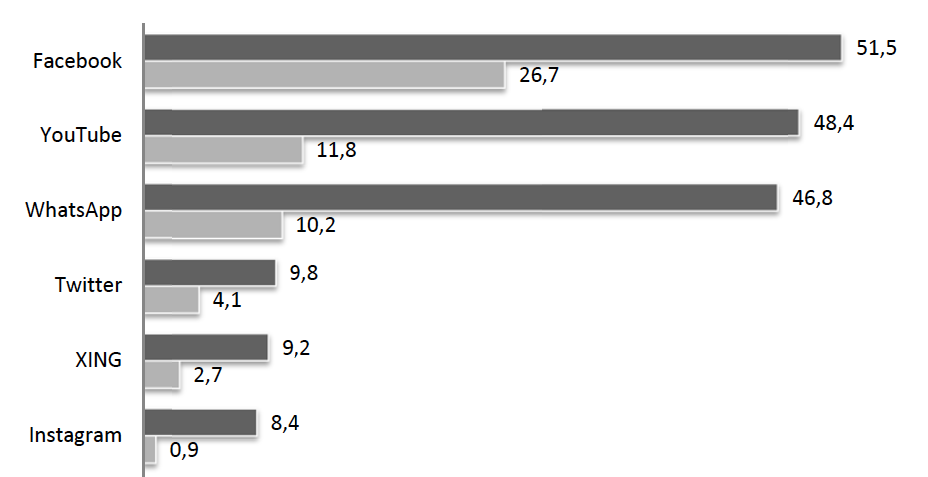 Facebook 51,5
26,7
YouTube 48,4
11,8
WhatsApp 46,8
10,2
Twitter 9,8
4,1
XING 9,2
2,7
Instagram 8,4
0,9